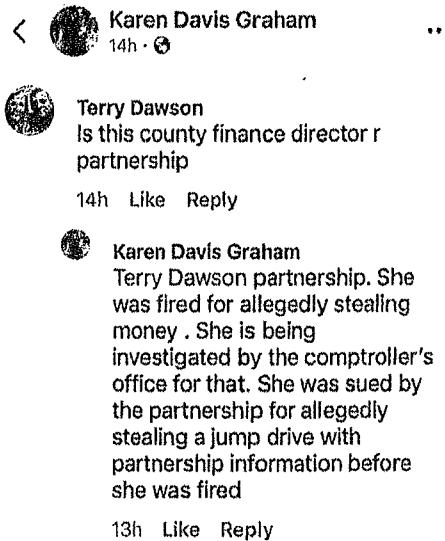 Karen Davis Graham
14h ·
Terry Dawson
Is this county finance director r
partnership
14h Like Reply
Karen Davis Graham
Terry Dawson partnership. She
was fired for allegedly stealing
money . She is being
investigated by the comptroller's
office for that. She was sued by
the partnership for allegedly
stealing a jump drive with
partnership information before
she was fired
13h Like Reply